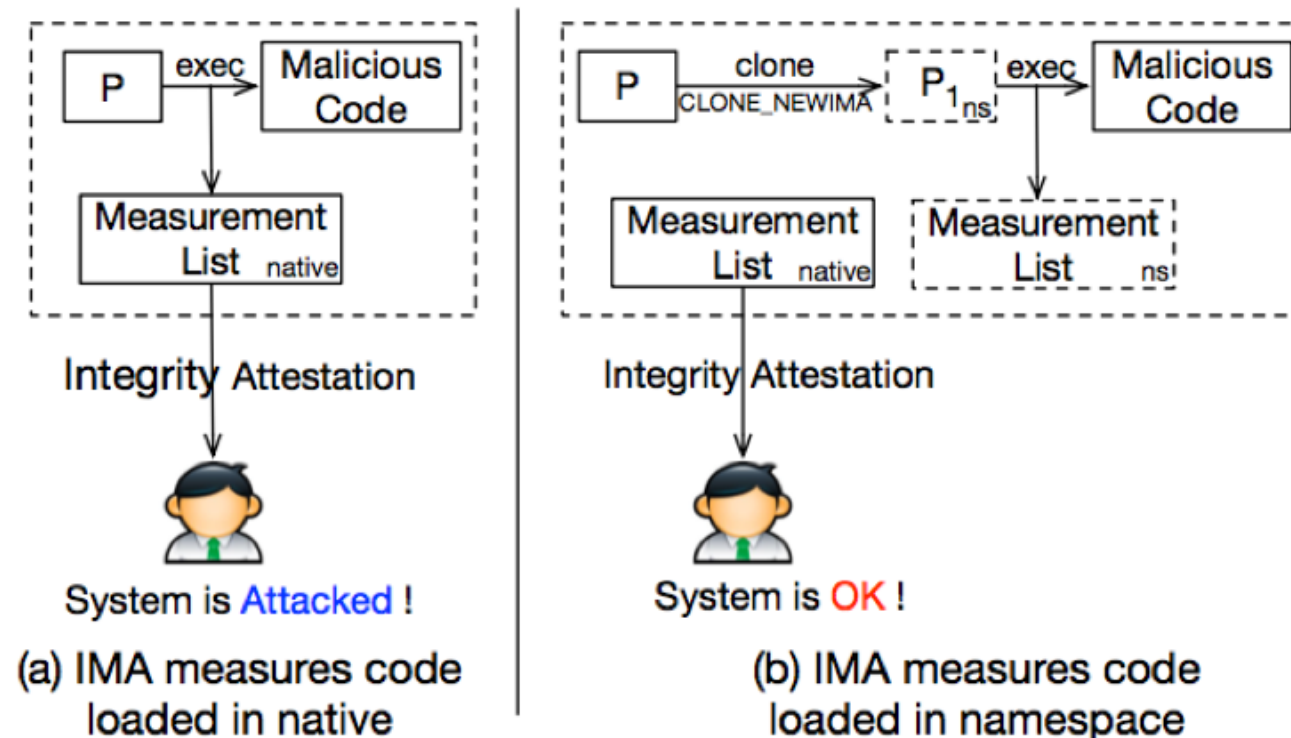 P
exec
Malicious
Code
Measurement
List native
Integrity Attestation
System is Attacked !
(a) IMA measures code
loaded in native
P
clone
CLONE_NEWIMA
P1ns
exec
Malicious
Code
Measurement
List native
Measurement
List ns
Integrity Attestation
System is OK !
(b) IMA measures code
loaded in namespace